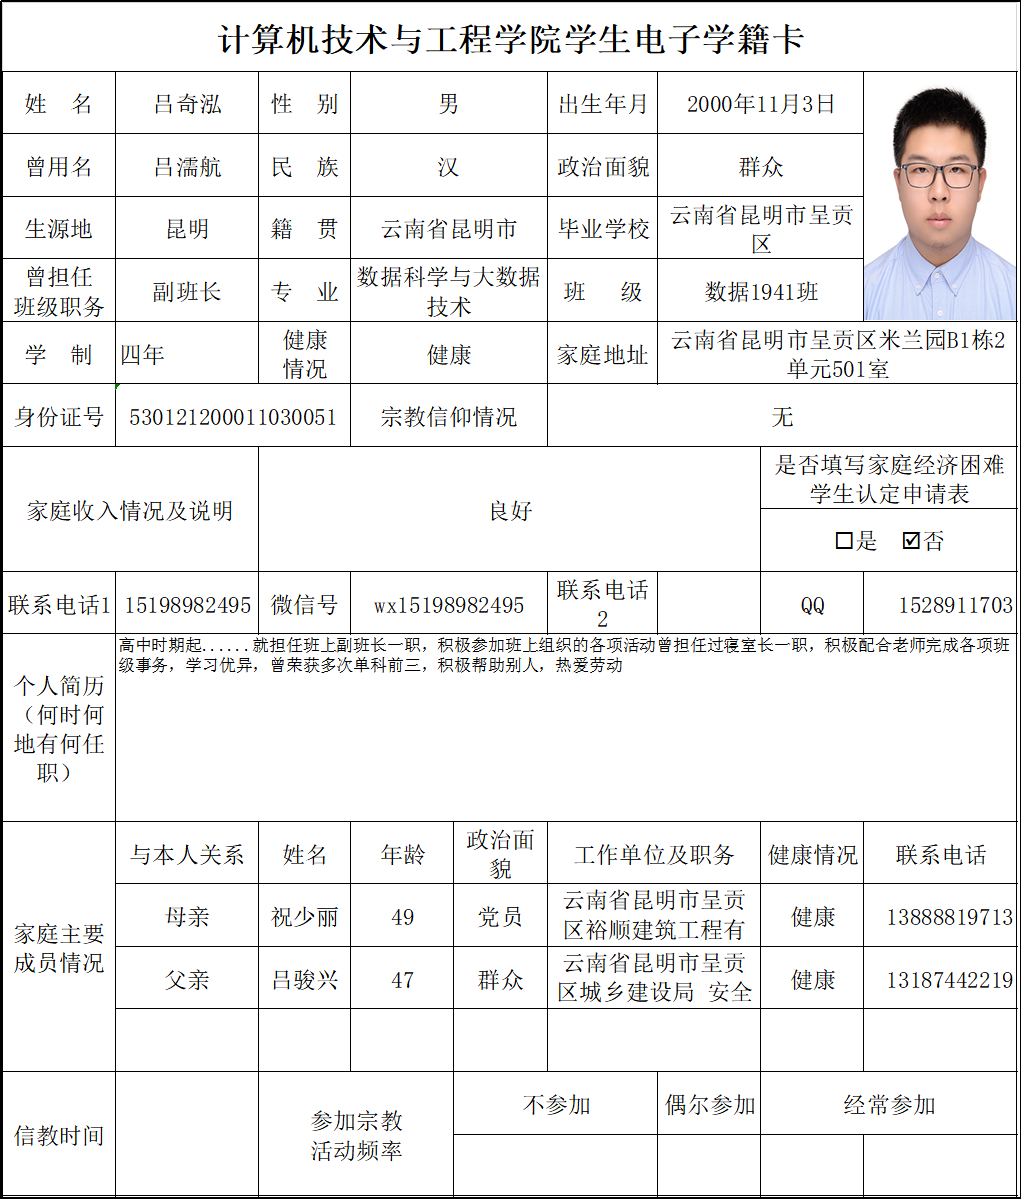 计算机技术与工程学院学生电子学籍卡
姓 名 吕奇泓 性 别 男 出生年月 2000年11月3日
曾用名 吕濡航 民 族 汉 政治面貌 群众
生源地 昆明 籍 贯 云南省昆明市 毕业学校 云南省昆明市呈贡
区
曾担任
班级职务 副班长 专 业 数据科学与大数据
技术 班 级 数据1941班
学 制 四年 健康
情况 健康 家庭地址 云南省昆明市呈贡区米兰园B1栋2
单元501室
身份证号 530121200011030051 宗教信仰情况 无
家庭收入情况及说明 良好 是否填写家庭经济困难
学生认定申请表
☐是 ☑否
联系电话1 15198982495 微信号 wx15198982495 联系电话
2 QQ 1528911703
个人简历
（何时何
地有何任
职）
高中时期起......就担任班上副班长一职，积极参加班上组织的各项活动曾担任过寝室长一职，积极配合老师完成各项班
级事务，学习优异，曾荣获多次单科前三，积极帮助别人，热爱劳动
家庭主要
成员情况
与本人关系 姓名 年龄 政治面
貌 工作单位及职务 健康情况 联系电话
母亲 祝少丽 49 党员 云南省昆明市呈贡
区裕顺建筑工程有 健康 13888819713
父亲 吕骏兴 47 群众 云南省昆明市呈贡
区城乡建设局 安全 健康 13187442219
信教时间 参加宗教
活动频率 不参加 偶尔参加 经常参加